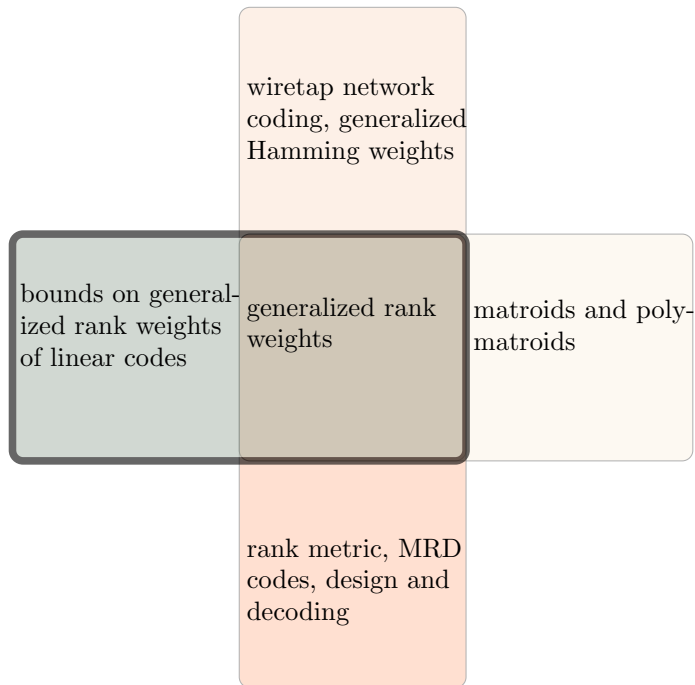 wiretap network
coding, generalized
Hamming weights
bounds on general-
ized rank weights
of linear codes
generalized rank
weights
matroids and poly-
matroids
rank metric, MRD
codes, design and
decoding